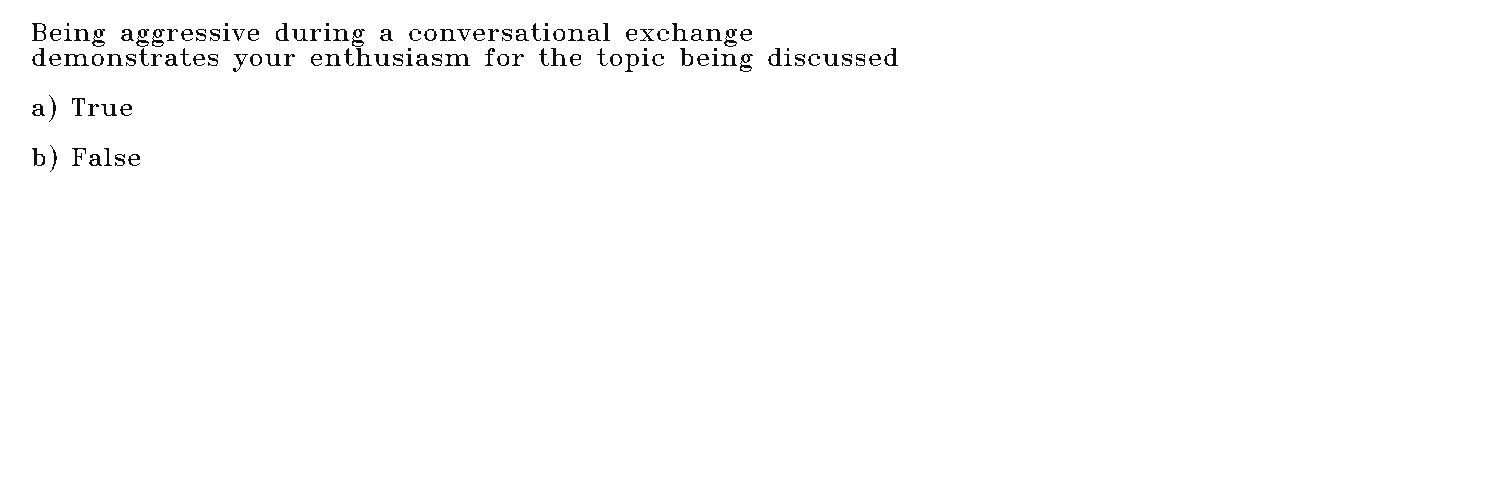 Being aggressive during a conversational exchange
demonstrates your enthusiasm for the topic being discussed
a) True
b) False